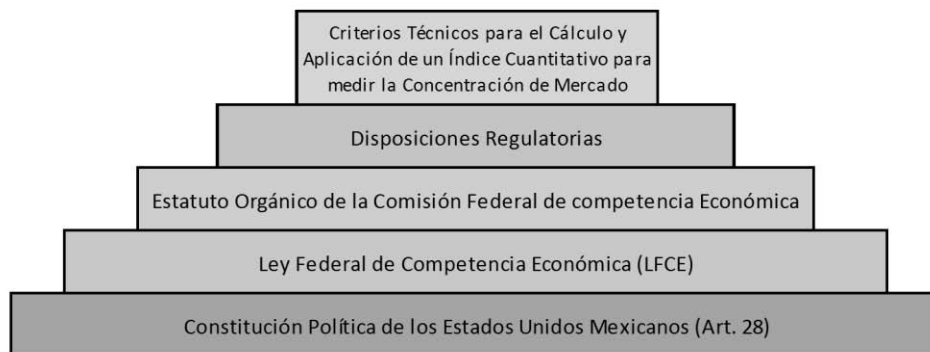 Criterios Técnicos para el Cálculo y
Aplicación de un Índice Cuantitativo para
medir la Concentración de Mercado
Disposiciones Regulatorias
Estatuto Orgánico de la Comisión Federal de competencia Económica
Ley Federal de Competencia Económica (LFCE)
Constitución Política de los Estados Unidos Mexicanos (Art. 28)